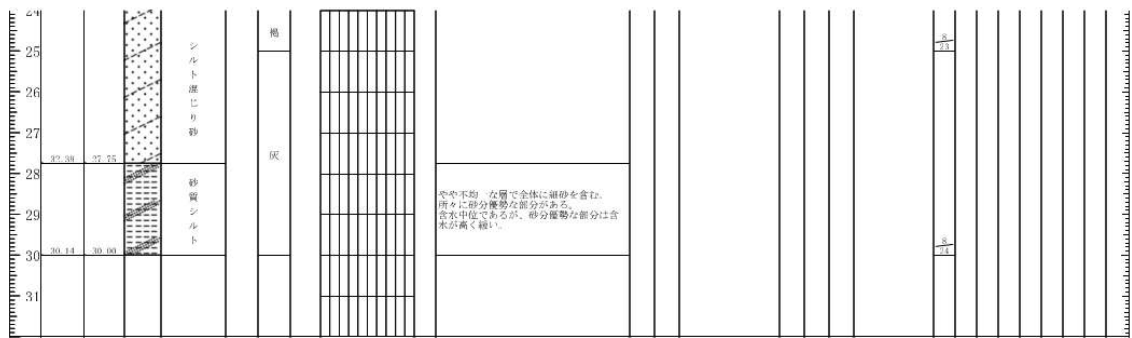 24
褐
25
8
23
シルト混じり砂
26
27
灰
32.39 27.75
28
砂質シルト
やや不均一な層で全体に細砂を含む。
所々に砂分優勢な部分がある。
含水中位であるが、砂分優勢な部分は含
水が高く緩い。
29
30.14 30.00
30
8
24
31